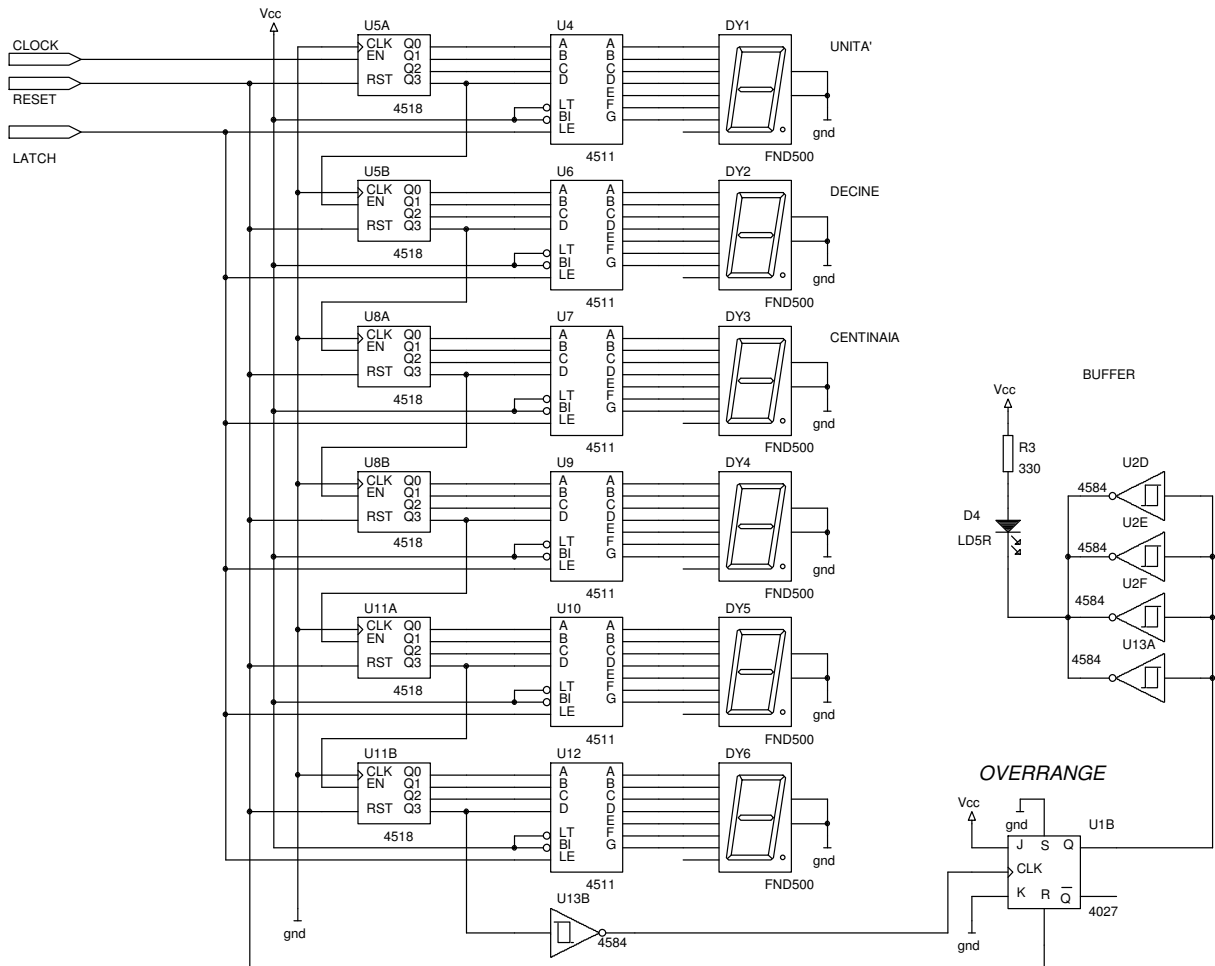 Vcc
CLOCK
RESET
LATCH
U5A
CLK Q0
EN Q1
Q2
RST Q3
4518
U4
A A
B B
C C
D D
E
LT F
BI G
LE
4511
DY1
FND500
gnd
UNITA'
U5B
CLK Q0
EN Q1
Q2
RST Q3
4518
U6
A A
B B
C C
D D
E
LT F
BI G
LE
4511
DY2
FND500
gnd
DECINE
U8A
CLK Q0
EN Q1
Q2
RST Q3
4518
U7
A A
B B
C C
D D
E
LT F
BI G
LE
4511
DY3
FND500
gnd
CENTINAIA
U8B
CLK Q0
EN Q1
Q2
RST Q3
4518
U9
A A
B B
C C
D D
E
LT F
BI G
LE
4511
DY4
FND500
gnd
U11A
CLK Q0
EN Q1
Q2
RST Q3
4518
U10
A A
B B
C C
D D
E
LT F
BI G
LE
4511
DY5
FND500
gnd
U11B
CLK Q0
EN Q1
Q2
RST Q3
4518
U12
A A
B B
C C
D D
E
LT F
BI G
LE
4511
DY6
FND500
gnd
gnd
U13B
4584
BUFFER
Vcc
R3
330
D4
LD5R
U2D
4584
U2E
4584
U2F
4584
U13A
4584
OVERRANGE
Vcc
gnd
U1B
J S Q
CLK
K R Q
4027
gnd